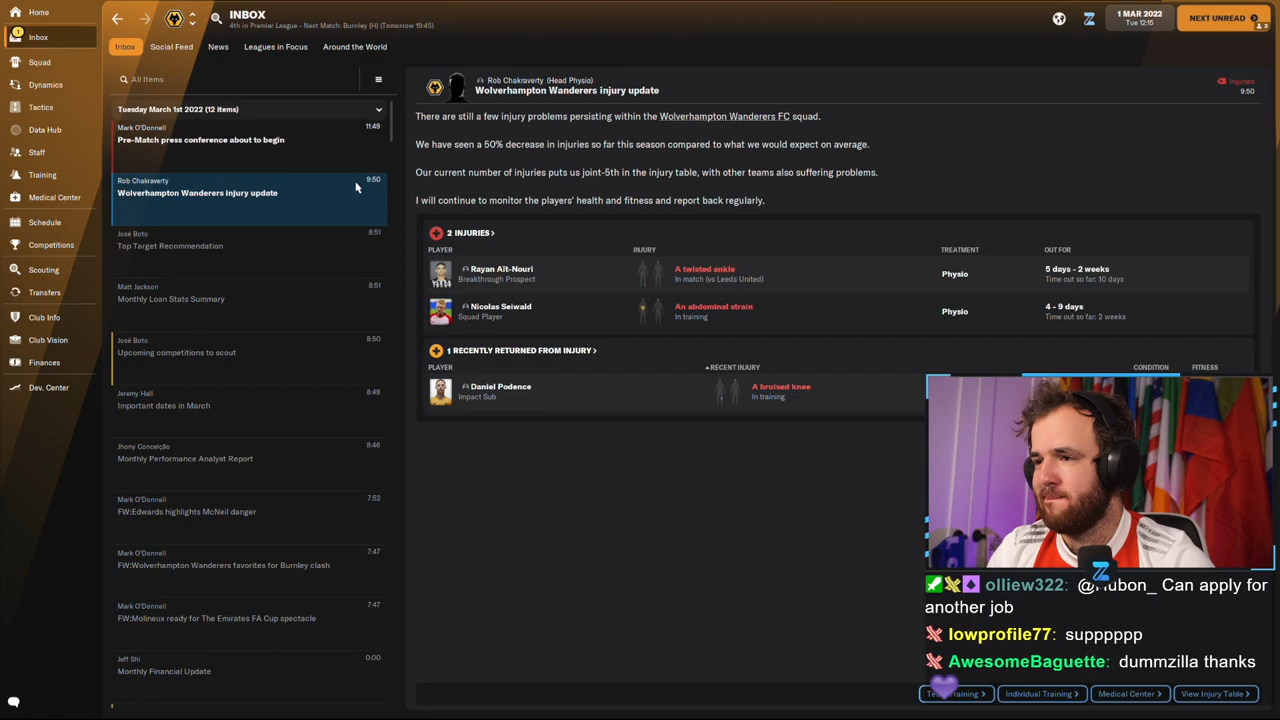 Home
INBOX
4th in Premier League - Next Match: Burnley (H) (Tomorrow 19:45)
1 MAR 2022
Tue 12:15
NEXT UNREAD
3
1
Inbox
Squad
Dynamics
Tactics
Data Hub
Staff
Training
Medical Center
Schedule
Competitions
Scouting
Transfers
Club Info
Club Vision
Finances
Dev. Center
Inbox
Social Feed
News
Leagues in Focus
Around the World
All Items
Tuesday March 1st 2022 (12 items)
Mark O'Donnell
11:49
Pre-Match press conference about to begin
Rob Chakraverty
9:50
Wolverhampton Wanderers injury update
José Boto
8:51
Top Target Recommendation
Matt Jackson
8:51
Monthly Loan Stats Summary
José Boto
8:50
Upcoming competitions to scout
Jeremy Hall
8:49
Important dates in March
Jhony Conceição
8:46
Monthly Performance Analyst Report
Mark O'Donnell
7:52
FW:Edwards highlights McNeil danger
Mark O'Donnell
7:47
FW:Wolverhampton Wanderers favorites for Burnley clash
Mark O'Donnell
7:47
FW:Molineux ready for The Emirates FA Cup spectacle
Jeff Shi
0:00
Monthly Financial Update
Rob Chakraverty (Head Physio)
Wolverhampton Wanderers injury update
Injuries
9:50
There are still a few injury problems persisting within the Wolverhampton Wanderers FC squad.
We have seen a 50% decrease in injuries so far this season compared to what we would expect on average.
Our current number of injuries puts us joint-5th in the injury table, with other teams also suffering problems.
I will continue to monitor the players' health and fitness and report back regularly.
2 INJURIES >
PLAYER
INJURY
TREATMENT
OUT FOR
Rayan Aït-Nouri
Breakthrough Prospect
A twisted ankle
In match (vs Leeds United)
Physio
5 days - 2 weeks
Time out so far: 10 days
Nicolas Seiwald
Squad Player
An abdominal strain
In training
Physio
4 - 9 days
Time out so far: 2 weeks
1 RECENTLY RETURNED FROM INJURY >
PLAYER
RECENT INJURY
CONDITION
FITNESS
Daniel Podence
Impact Sub
A bruised knee
In training
olliew322: Can apply for
another job
lowprofile77: supppppp
AwesomeBaguette: dummzilla thanks
Training >
Individual Training >
Medical Center >
View Injury Table >